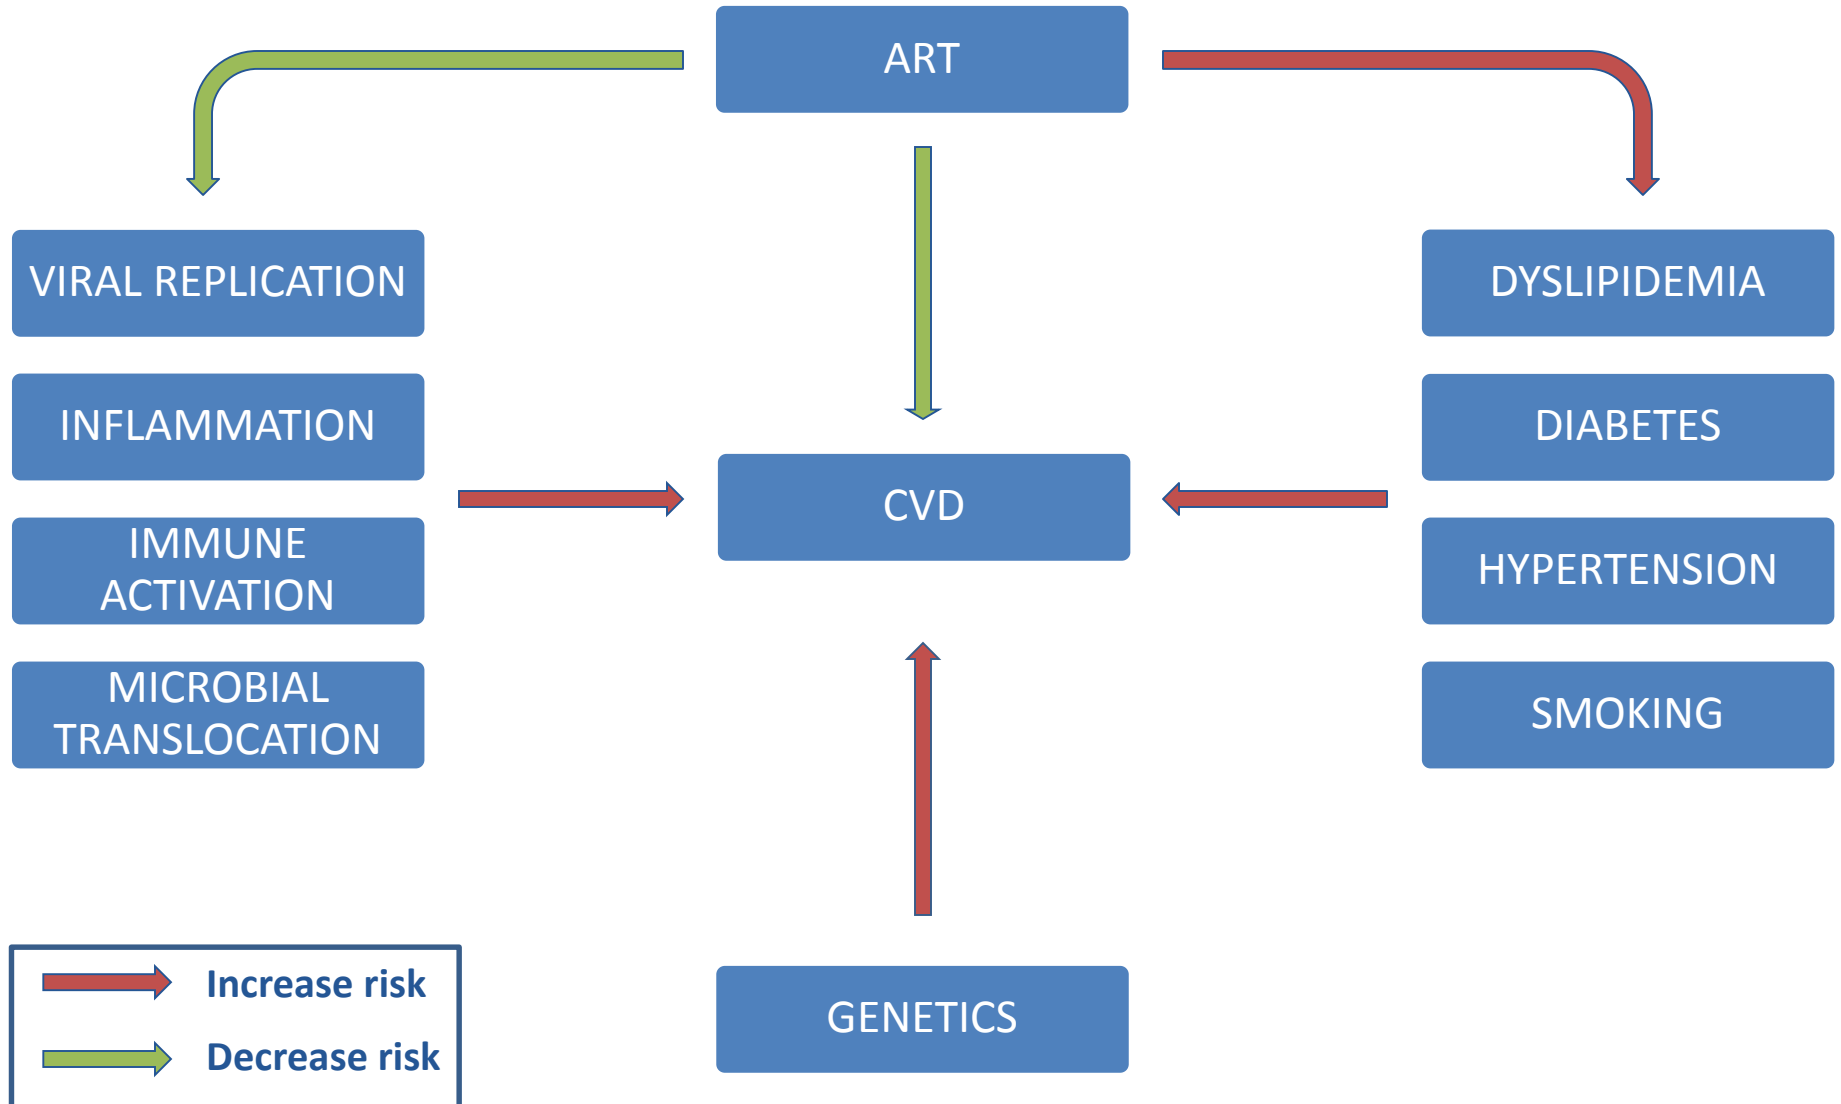 ART
VIRAL REPLICATION
INFLAMMATION
IMMUNE
ACTIVATION
MICROBIAL
TRANSLOCATION
CVD
DYSLIPIDEMIA
DIABETES
HYPERTENSION
SMOKING
GENETICS
Increase risk
Decrease risk